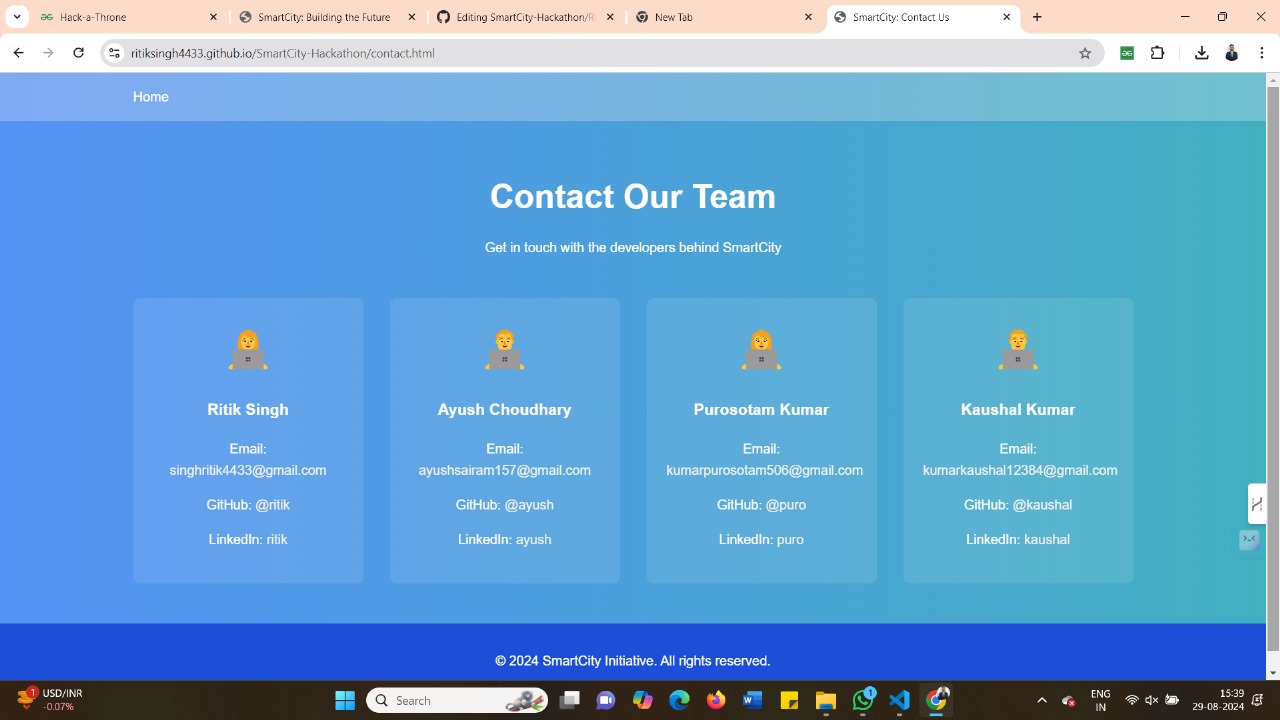 Hack-a-Throne
SmartCity: Building the Future
Editing SmartCity-Hackathon/R
New Tab
SmartCity: Contact Us
ritiksingh4433.github.io/SmartCity-Hackathon/contact.html
Home
Contact Our Team
Get in touch with the developers behind SmartCity
Ritik Singh
Email:
singhritik4433@gmail.com
GitHub: @ritik
LinkedIn: ritik
Ayush Choudhary
Email:
ayushsairam157@gmail.com
GitHub: @ayush
LinkedIn: ayush
Purosotam Kumar
Email:
kumarpurosotam506@gmail.com
GitHub: @puro
LinkedIn: puro
Kaushal Kumar
Email:
kumarkaushal12384@gmail.com
GitHub: @kaushal
LinkedIn: kaushal
© 2024 SmartCity Initiative. All rights reserved.
1
USD/INR
-0.07%
Search
1
ENG
IN
15:39
29-08-2024